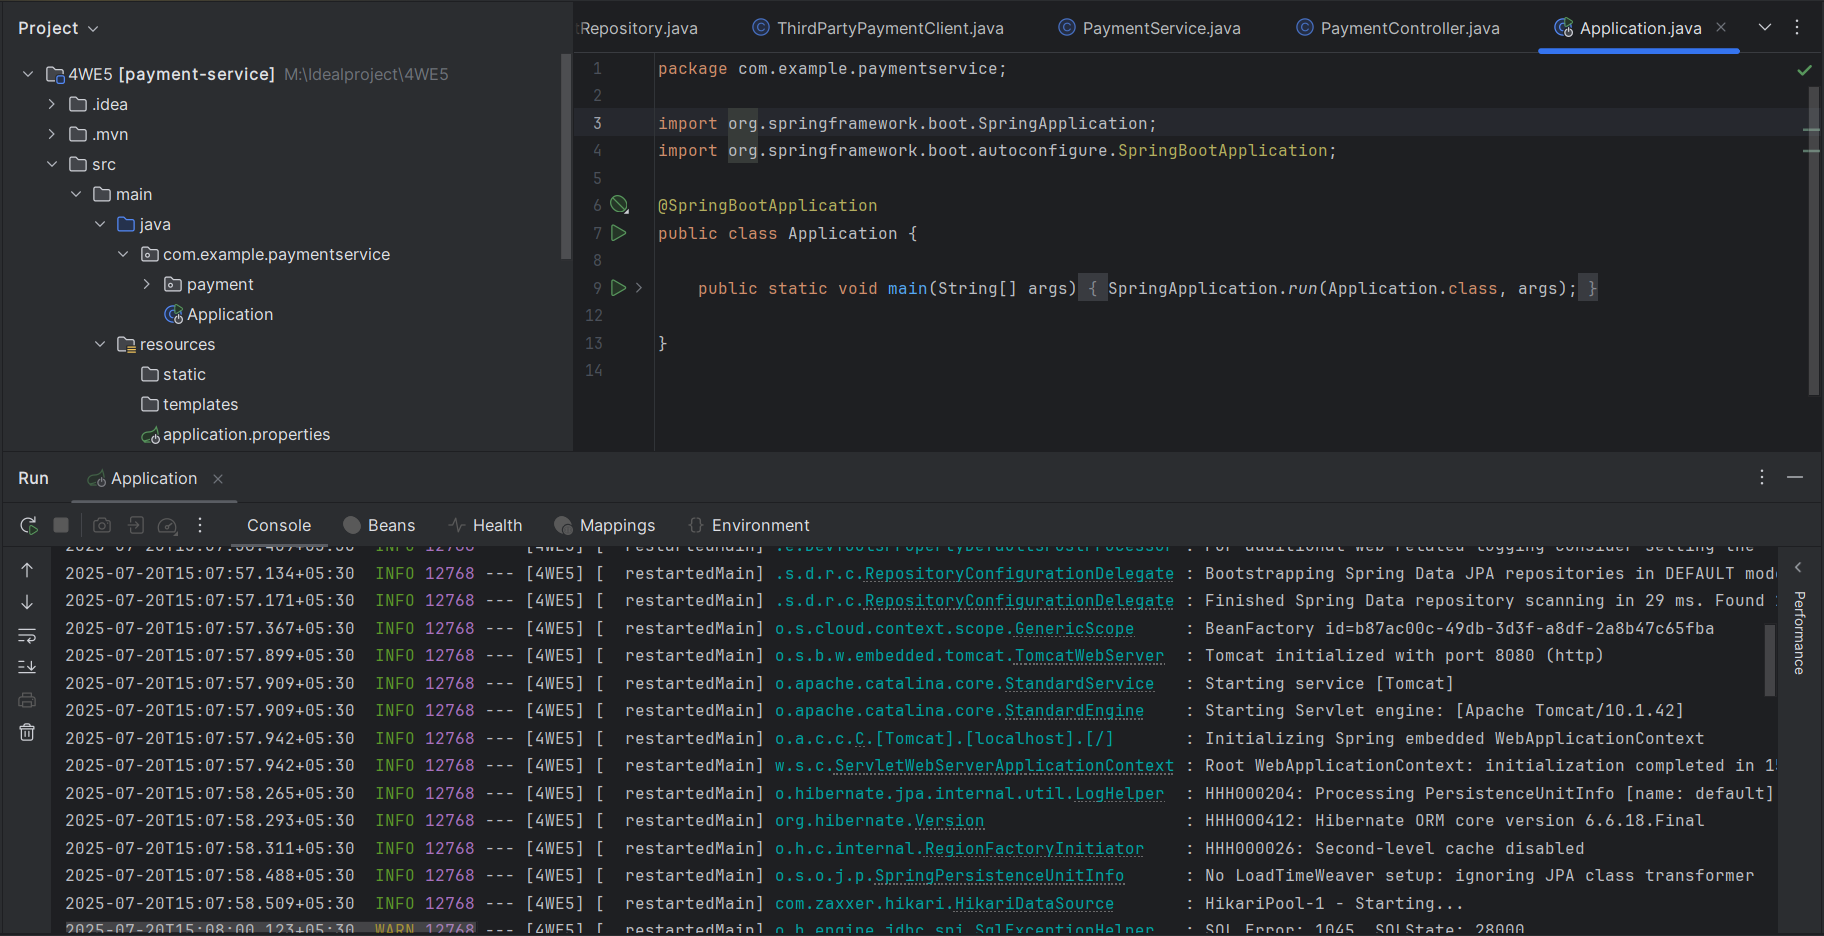 Project
4WE5 [payment-service] M:\Idealproject\4WE5
.idea
.mvn
src
main
java
com.example.paymentservice
payment
Application
resources
static
templates
application.properties
Repository.java ThirdPartyPaymentClient.java PaymentService.java PaymentController.java Application.java
1 package com.example.paymentservice;
2
3 import org.springframework.boot.SpringApplication;
4 import org.springframework.boot.autoconfigure.SpringBootApplication;
5
6 @SpringBootApplication
7 public class Application {
8
9 public static void main(String[] args) { SpringApplication.run(Application.class, args); }
12
13 }
14
Run Application
Console Beans Health Mappings Environment
INFO 12768 --- [4WE5] [ restartedMain] .e.DevToolsPropertyDefaultsPostProcessor : For additional web related logging consider setting the
2025-07-20T15:07:57.134+05:30 INFO 12768 --- [4WE5] [ restartedMain] .s.d.r.c.RepositoryConfigurationDelegate : Bootstrapping Spring Data JPA repositories in DEFAULT mod
2025-07-20T15:07:57.171+05:30 INFO 12768 --- [4WE5] [ restartedMain] .s.d.r.c.RepositoryConfigurationDelegate : Finished Spring Data repository scanning in 29 ms. Found
2025-07-20T15:07:57.367+05:30 INFO 12768 --- [4WE5] [ restartedMain] o.s.cloud.context.scope.GenericScope : BeanFactory id=b87ac00c-49db-3d3f-a8df-2a8b47c65fba
2025-07-20T15:07:57.899+05:30 INFO 12768 --- [4WE5] [ restartedMain] o.s.b.w.embedded.tomcat.TomcatWebServer : Tomcat initialized with port 8080 (http)
2025-07-20T15:07:57.909+05:30 INFO 12768 --- [4WE5] [ restartedMain] o.apache.catalina.core.StandardService : Starting service [Tomcat]
2025-07-20T15:07:57.909+05:30 INFO 12768 --- [4WE5] [ restartedMain] o.apache.catalina.core.StandardEngine : Starting Servlet engine: [Apache Tomcat/10.1.42]
2025-07-20T15:07:57.942+05:30 INFO 12768 --- [4WE5] [ restartedMain] o.a.c.c.C.[Tomcat].[localhost].[/] : Initializing Spring embedded WebApplicationContext
2025-07-20T15:07:57.942+05:30 INFO 12768 --- [4WE5] [ restartedMain] w.s.c.ServletWebServerApplicationContext : Root WebApplicationContext: initialization completed in 15
2025-07-20T15:07:58.265+05:30 INFO 12768 --- [4WE5] [ restartedMain] o.hibernate.jpa.internal.util.LogHelper : HHH000204: Processing PersistenceUnitInfo [name: default]
2025-07-20T15:07:58.293+05:30 INFO 12768 --- [4WE5] [ restartedMain] org.hibernate.Version : HHH000412: Hibernate ORM core version 6.6.18.Final
2025-07-20T15:07:58.311+05:30 INFO 12768 --- [4WE5] [ restartedMain] o.h.c.internal.RegionFactoryInitiator : HHH000026: Second-level cache disabled
2025-07-20T15:07:58.488+05:30 INFO 12768 --- [4WE5] [ restartedMain] o.s.o.j.p.SpringPersistenceUnitInfo : No LoadTimeWeaver setup: ignoring JPA class transformer
2025-07-20T15:07:58.509+05:30 INFO 12768 --- [4WE5] [ restartedMain] com.zaxxer.hikari.HikariDataSource : HikariPool-1 - Starting...
2025-07-20T15:08:00.123+05:30 WARN 12768 --- [4WE5] [ restartedMain] o.h.engine.jdbc.spi.SqlExceptionHelper : SQL Error: 1045, SQLState: 28000
Performance